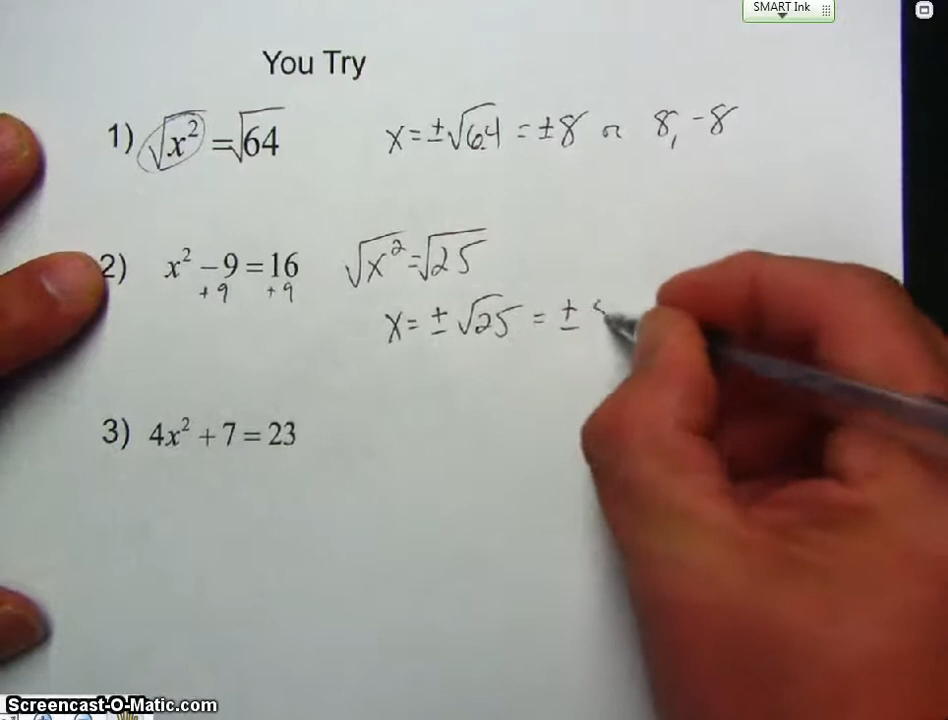 SMART Ink
You Try
1) √x² = √64 x = ±√64 = ±8 or 8, -8
2) x² − 9 = 16 √x² = √25
+9 +9
x = ± √25 = ±
3) 4x² + 7 = 23
Screencast-O-Matic.com